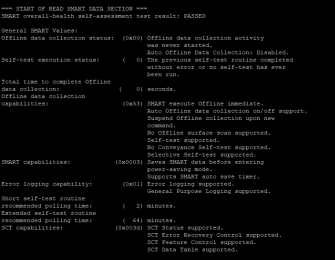 === START OF READ SMART DATA SECTION ===
SMART overall-health self-assessment test result: PASSED
General SMART Values:
Offline data collection status: (0x00) Offline data collection activity
was never started.
Auto Offline Data Collection: Disabled.
Self-test execution status: ( 0) The previous self-test routine completed
without error or no self-test has ever
been run.
Total time to complete Offline
data collection: ( 0) seconds.
Offline data collection
capabilities: (0x53) SMART execute Offline immediate.
Auto Offline data collection on/off support.
Suspend Offline collection upon new
command.
No Offline surface scan supported.
Self-test supported.
No Conveyance Self-test supported.
Selective Self-test supported.
SMART capabilities: (0x0003) Saves SMART data before entering
power-saving mode.
Supports SMART auto save timer.
Error logging capability: (0x01) Error logging supported.
General Purpose Logging supported.
Short self-test routine
recommended polling time: ( 2) minutes.
Extended self-test routine
recommended polling time: ( 64) minutes.
SCT capabilities: (0x003d) SCT Status supported.
SCT Error Recovery Control supported.
SCT Feature Control supported.
SCT Data Table supported.